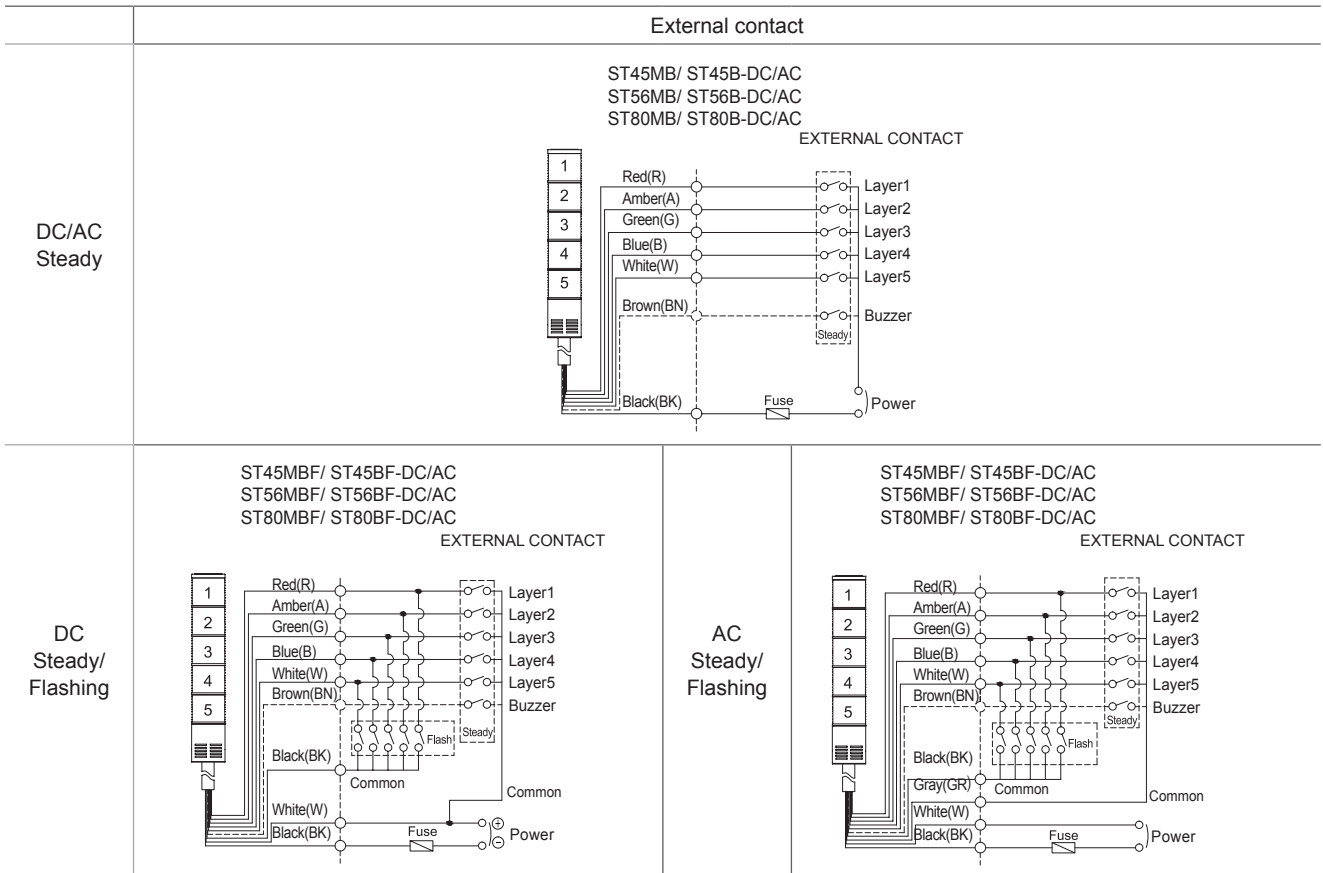 External contact
DC/AC
Steady
ST45MB/ ST45B-DC/AC
ST56MB/ ST56B-DC/AC
ST80MB/ ST80B-DC/AC
EXTERNAL CONTACT
1
2
3
4
5
Red(R)
Amber(A)
Green(G)
Blue(B)
White(W)
Brown(BN)
Black(BK)
Layer1
Layer2
Layer3
Layer4
Layer5
Buzzer
Steady
Fuse
Power
DC
Steady/
Flashing
ST45MBF/ ST45BF-DC/AC
ST56MBF/ ST56BF-DC/AC
ST80MBF/ ST80BF-DC/AC
EXTERNAL CONTACT
1
2
3
4
5
Red(R)
Amber(A)
Green(G)
Blue(B)
White(W)
Brown(BN)
Black(BK)
White(W)
Black(BK)
Layer1
Layer2
Layer3
Layer4
Layer5
Buzzer
Steady
Flash
Common
Common
Fuse
+
−
Power
AC
Steady/
Flashing
ST45MBF/ ST45BF-DC/AC
ST56MBF/ ST56BF-DC/AC
ST80MBF/ ST80BF-DC/AC
EXTERNAL CONTACT
1
2
3
4
5
Red(R)
Amber(A)
Green(G)
Blue(B)
White(W)
Brown(BN)
Black(BK)
Gray(GR)
White(W)
Black(BK)
Layer1
Layer2
Layer3
Layer4
Layer5
Buzzer
Steady
Flash
Common
Common
Fuse
Power